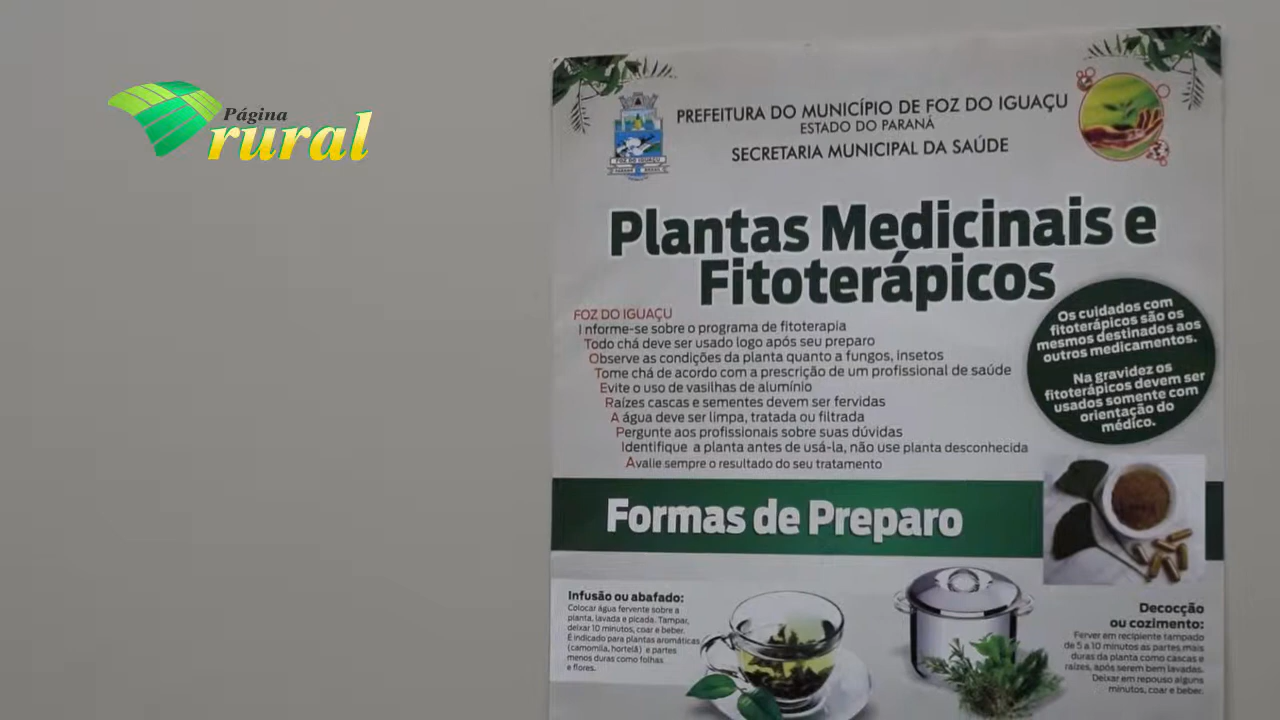 Página
rural
PREFEITURA DO MUNICÍPIO DE FOZ DO IGUAÇU
ESTADO DO PARANÁ
SECRETARIA MUNICIPAL DA SAÚDE
FOZ DO IGUAÇU
Plantas Medicinais e
Fitoterápicos
FOZ DO IGUAÇU
Informe-se sobre o programa de fitoterapia
Todo chá deve ser usado logo após seu preparo
Observe as condições da planta quanto a fungos, insetos
Tome chá de acordo com a prescrição de um profissional de saúde
Evite o uso de vasilhas de alumínio
Raízes cascas e sementes devem ser fervidas
A água deve ser limpa, tratada ou filtrada
Pergunte aos profissionais sobre suas dúvidas
Identifique a planta antes de usá-la, não use planta desconhecida
Avalie sempre o resultado do seu tratamento
Os cuidados com
fitoterápicos são os
mesmos destinados aos
outros medicamentos.
Na gravidez os
fitoterápicos devem ser
usados somente com
orientação do
médico.
Formas de Preparo
Infusão ou abafado:
Colocar água fervente sobre a
planta, lavada e picada. Tampar,
deixar 10 minutos, coar e beber.
É indicado para plantas aromáticas
(camomila, hortelã) e partes
menos duras como folhas
e flores.
Decocção
ou cozimento:
Ferver em recipiente tampado
de 5 a 10 minutos as partes mais
duras da planta como cascas e
raízes, após serem bem lavadas.
Deixar em repouso alguns
minutos, coar e beber.